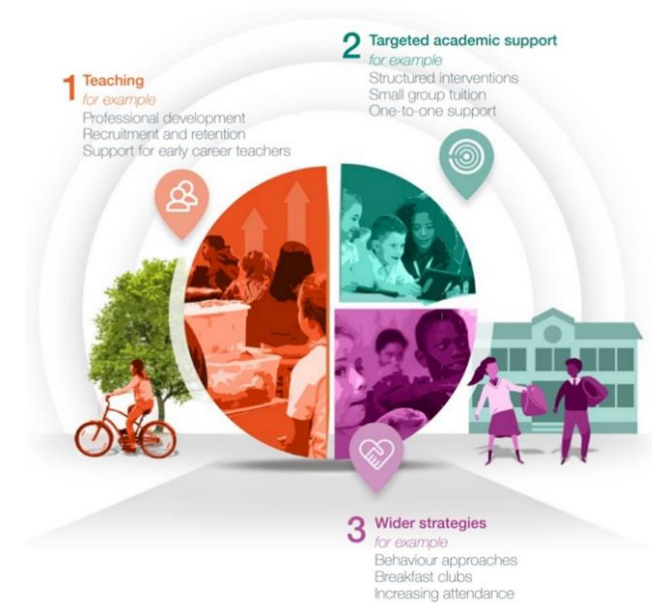 1 Teaching
for example
Professional development
Recruitment and retention
Support for early career teachers
2 Targeted academic support
for example
Structured interventions
Small group tuition
One-to-one support
3 Wider strategies
for example
Behaviour approaches
Breakfast clubs
Increasing attendance